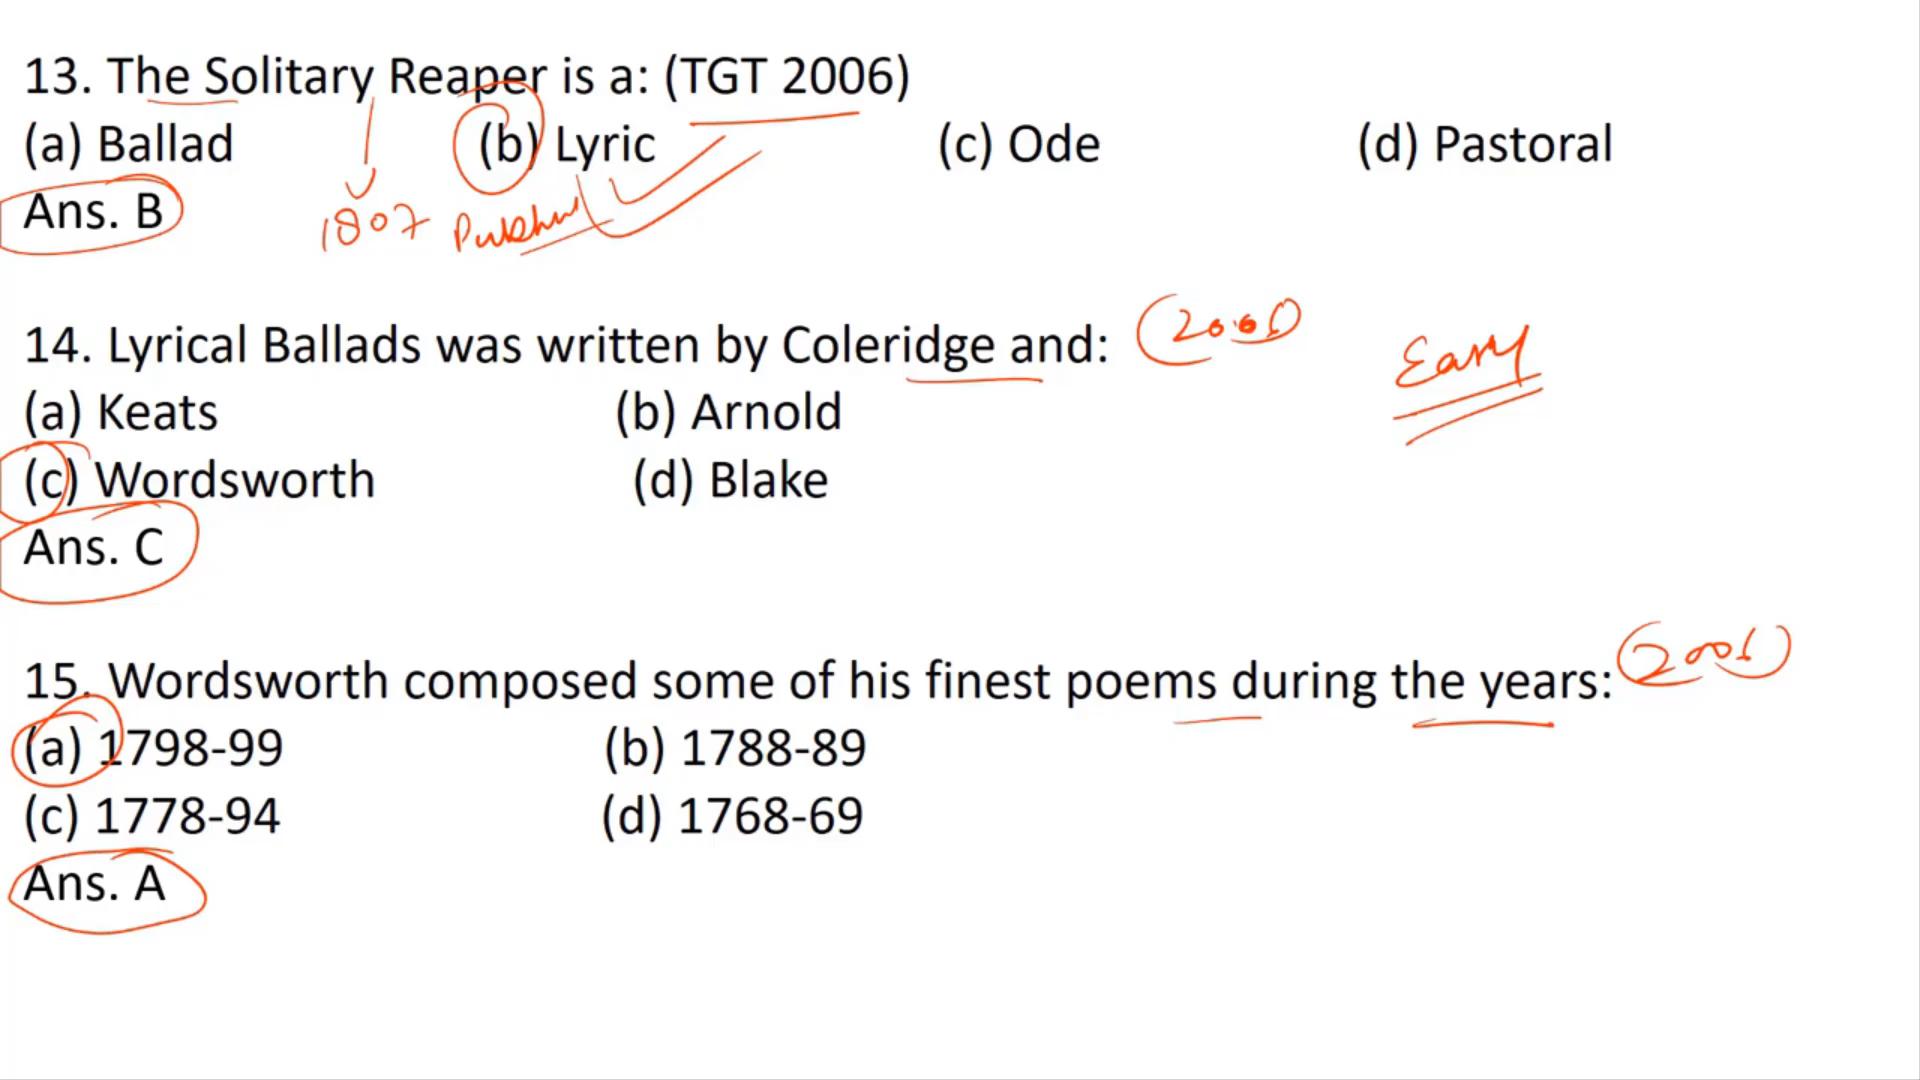 13. The Solitary Reaper is a: (TGT 2006)
(a) Ballad (b) Lyric (c) Ode (d) Pastoral
Ans. B
1807
14. Lyrical Ballads was written by Coleridge and:
2001
Easy
(a) Keats (b) Arnold
(c) Wordsworth (d) Blake
Ans. C
15. Wordsworth composed some of his finest poems during the years:
2001
(a) 1798-99 (b) 1788-89
(c) 1778-94 (d) 1768-69
Ans. A